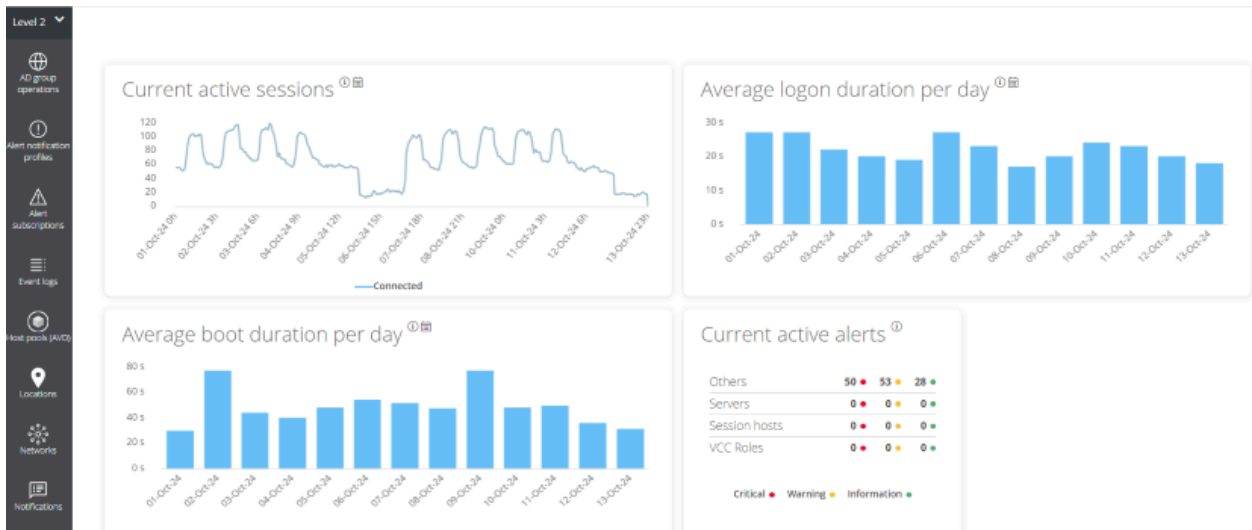 Level 2
AD group
operations
Alert notification
profiles
Alert
subscriptions
Event logs
Host pools (AVD)
Locations
Networks
Notifications
Current active sessions
120
100
80
60
40
20
0
01-Oct-24 0h
02-Oct-24 3h
03-Oct-24 6h
04-Oct-24 9h
05-Oct-24 12h
06-Oct-24 15h
07-Oct-24 18h
08-Oct-24 21h
10-Oct-24 0h
11-Oct-24 3h
12-Oct-24 6h
13-Oct-24 23h
Connected
Average logon duration per day
30 s
20 s
10 s
0 s
01-Oct-24
02-Oct-24
03-Oct-24
04-Oct-24
05-Oct-24
06-Oct-24
07-Oct-24
08-Oct-24
09-Oct-24
10-Oct-24
11-Oct-24
12-Oct-24
13-Oct-24
Average boot duration per day
80 s
60 s
40 s
20 s
0 s
01-Oct-24
02-Oct-24
03-Oct-24
04-Oct-24
05-Oct-24
06-Oct-24
07-Oct-24
08-Oct-24
09-Oct-24
10-Oct-24
11-Oct-24
12-Oct-24
13-Oct-24
Current active alerts
Others 50 53 28
Servers 0 0 0
Session hosts 0 0 0
VCC Roles 0 0 0
Critical Warning Information